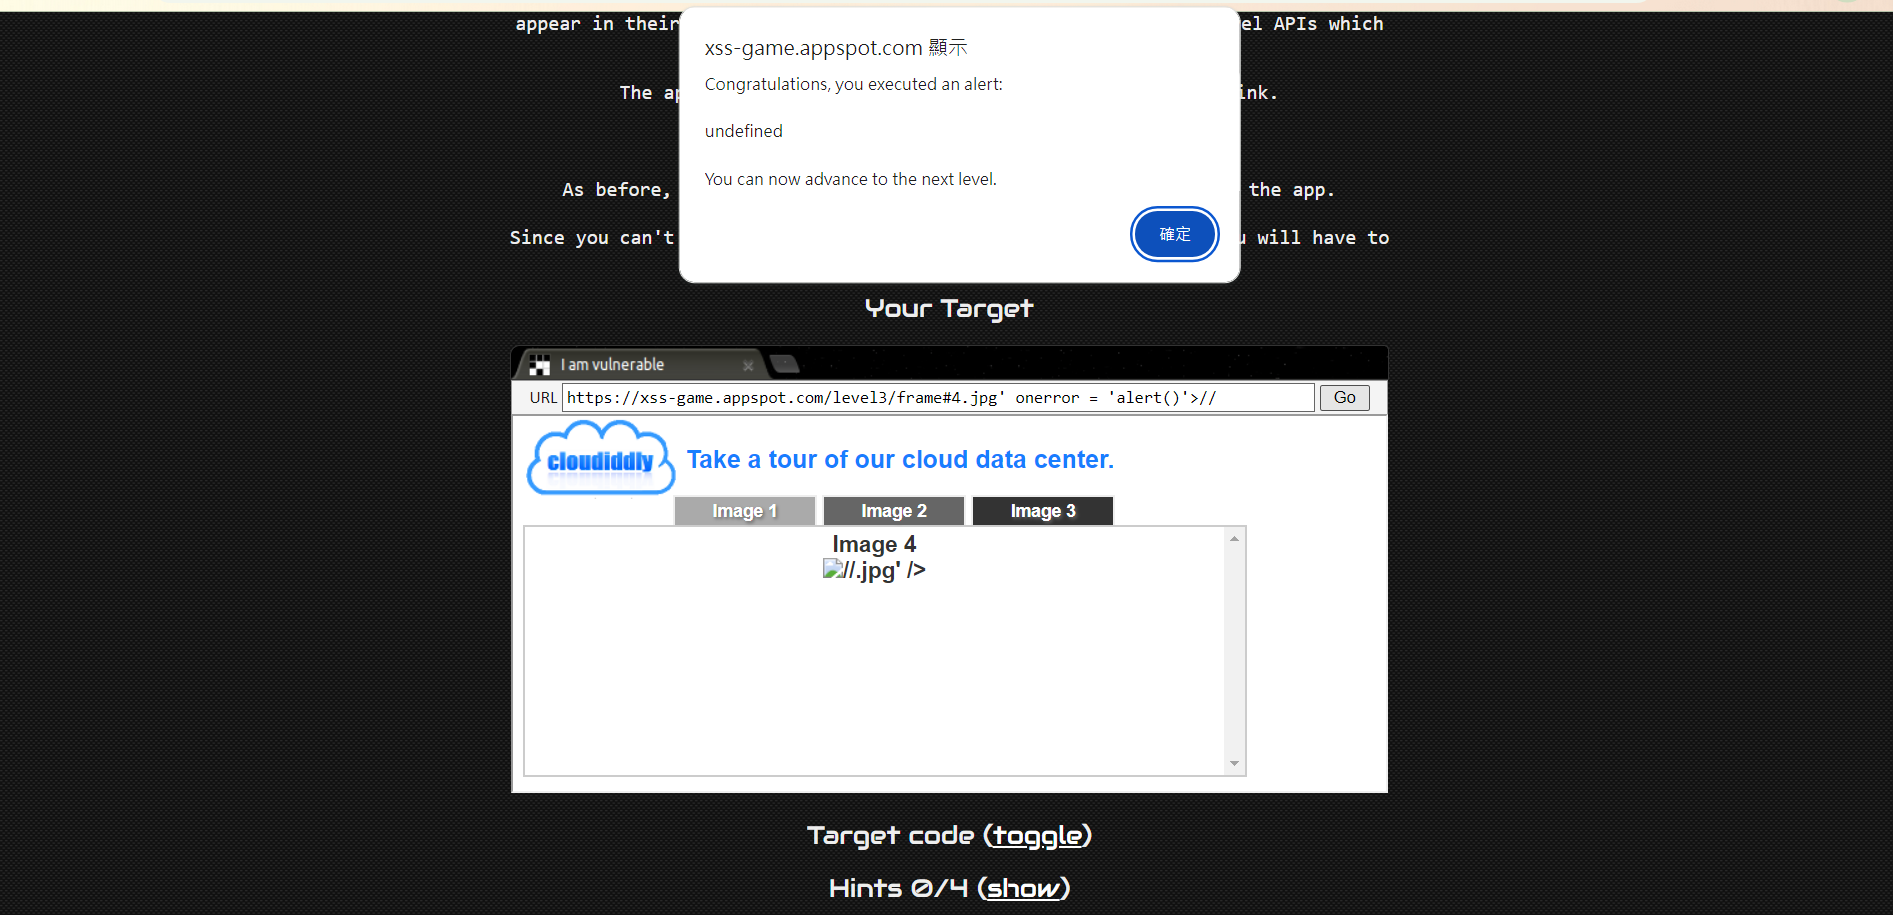 appear in their
el APIs which
xss-game.appspot.com 顯示
Congratulations, you executed an alert:
The ap
ink.
undefined
You can now advance to the next level.
As before,
the app.
確定
Since you can't
u will have to
Your Target
I am vulnerable
URL https://xss-game.appspot.com/level3/frame#4.jpg' onerror = 'alert()'>// Go
cloudiddly Take a tour of our cloud data center.
Image 1 Image 2 Image 3
Image 4
//.jpg' />
Target code (toggle)
Hints 0/4 (show)